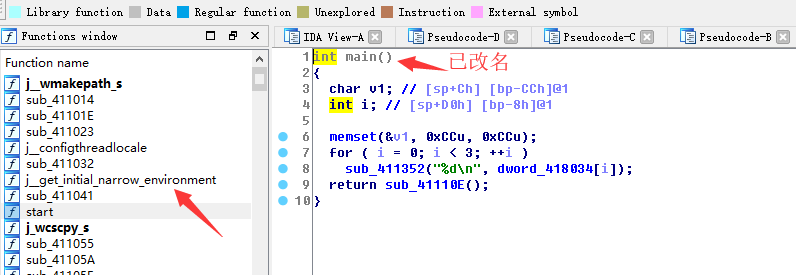 Library function Data Regular function Unexplored Instruction External symbol
Functions window
IDA View-A Pseudocode-D Pseudocode-C Pseudocode-B
Function name
j__wmakepath_s
sub_411014
sub_41101E
sub_411023
j__configthreadlocale
sub_411032
j__get_initial_narrow_environment
sub_411041
start
j_wcscpy_s
sub_411055
sub_41105A
1 int main() 已改名
2 {
3 char v1; // [sp+Ch] [bp-CCh]@1
4 int i; // [sp+D0h] [bp-8h]@1
5
6 memset(&v1, 0xCCu, 0xCCu);
7 for ( i = 0; i < 3; ++i )
8 sub_411352("%d\n", dword_418034[i]);
9 return sub_41110E();
10 }